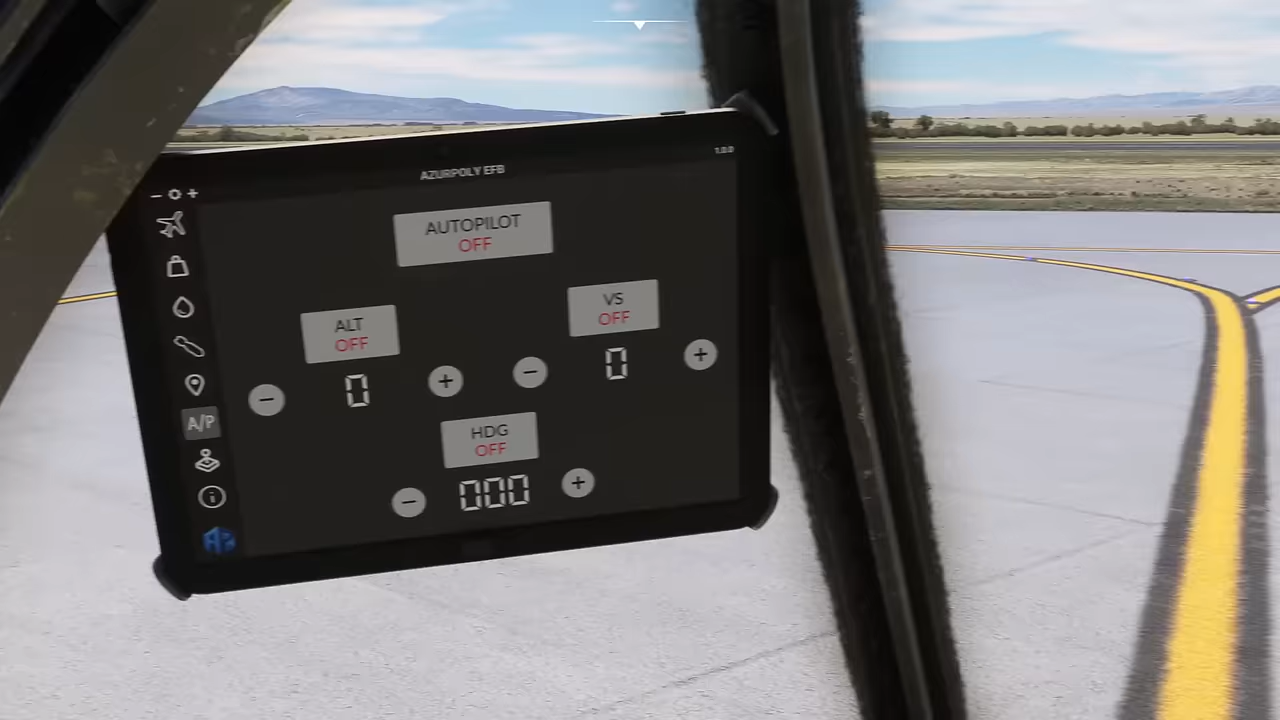 AZURPOLY EFB
1.0.0
AUTOPILOT
OFF
ALT
OFF
VS
OFF
0
0
A/P
HDG
OFF
000